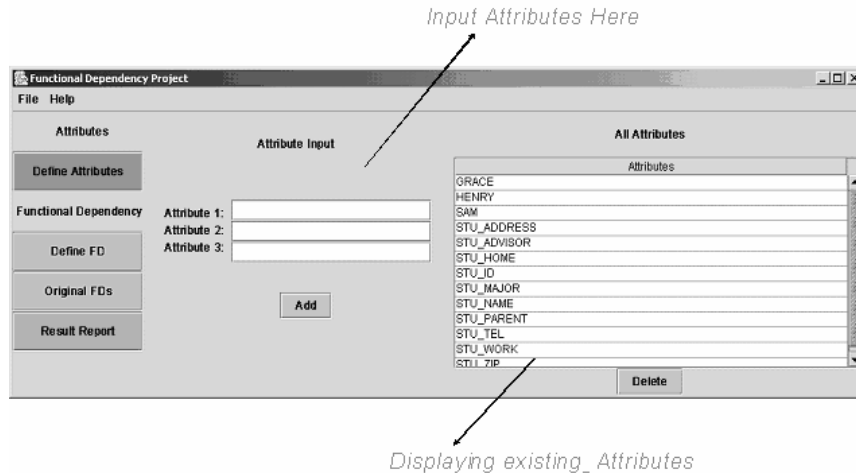 Input Attributes Here
Functional Dependency Project
File Help
Attributes
Define Attributes
Functional Dependency
Define FD
Original FDs
Result Report
Attribute Input
Attribute 1:
Attribute 2:
Attribute 3:
Add
All Attributes
Attributes
GRACE
HENRY
SAM
STU_ADDRESS
STU_ADVISOR
STU_HOME
STU_ID
STU_MAJOR
STU_NAME
STU_PARENT
STU_TEL
STU_WORK
STU_ZIP
Delete
Displaying existing_ Attributes